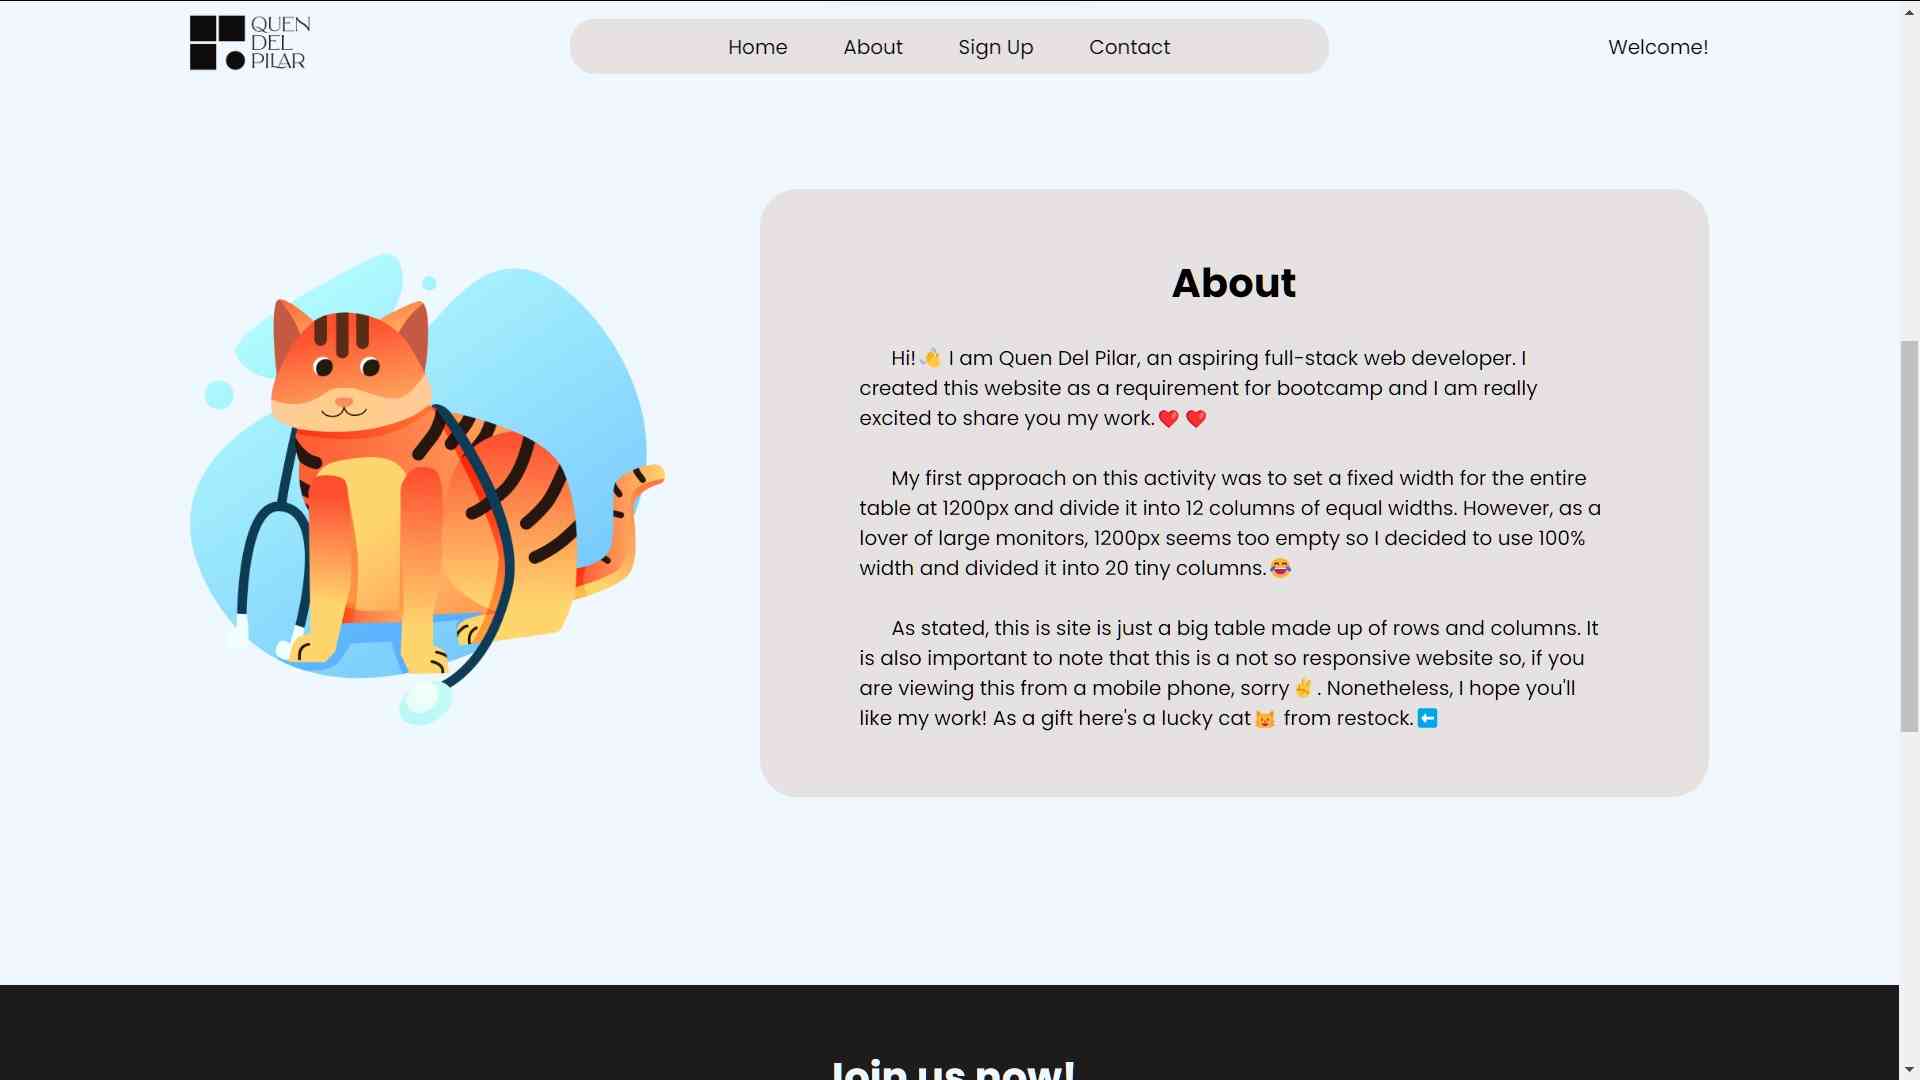 QUEN
DEL
PILAR
Home About Sign Up Contact
Welcome!
About
Hi!👋 I am Quen Del Pilar, an aspiring full-stack web developer. I
created this website as a requirement for bootcamp and I am really
excited to share you my work.❤️ ❤️
My first approach on this activity was to set a fixed width for the entire
table at 1200px and divide it into 12 columns of equal widths. However, as a
lover of large monitors, 1200px seems too empty so I decided to use 100%
width and divided it into 20 tiny columns.😂
As stated, this is site is just a big table made up of rows and columns. It
is also important to note that this is a not so responsive website so, if you
are viewing this from a mobile phone, sorry✌️. Nonetheless, I hope you'll
like my work! As a gift here's a lucky cat🐱 from restock.⬅️
Join us now!